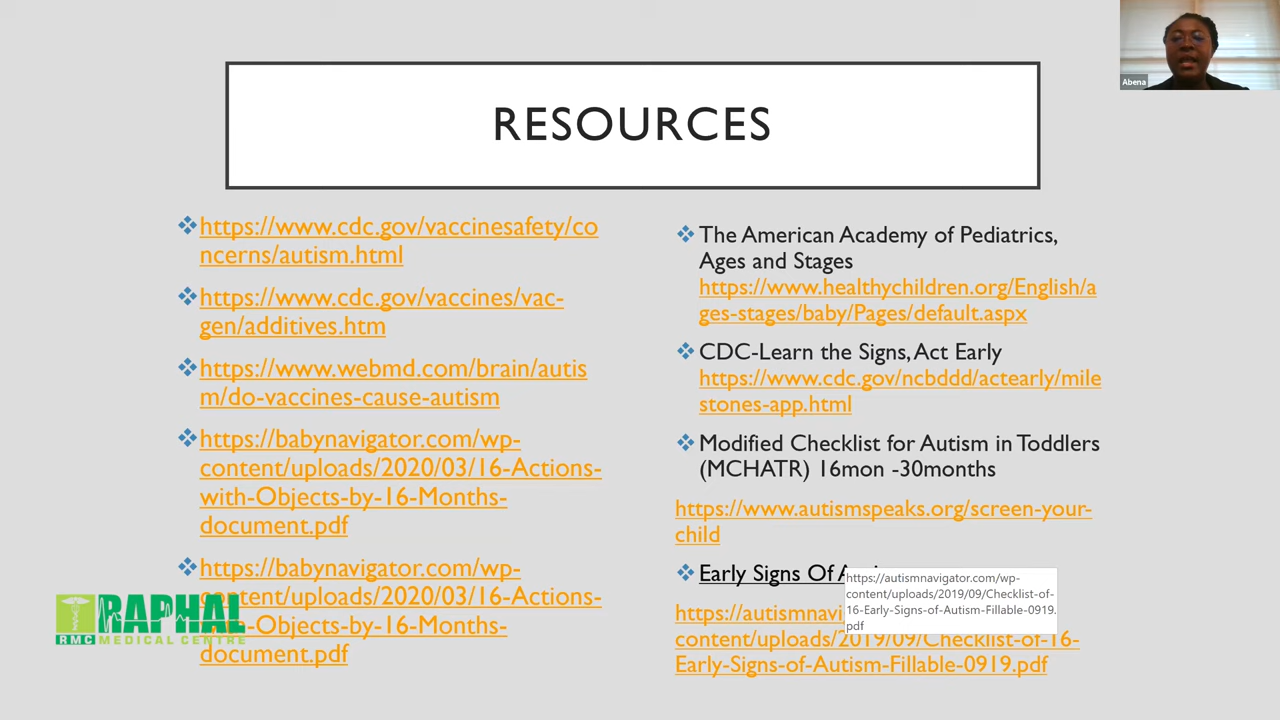 RESOURCES
Abena
https://www.cdc.gov/vaccinesafety/co
ncerns/autism.html
https://www.cdc.gov/vaccines/vac-
gen/additives.htm
https://www.webmd.com/brain/autis
m/do-vaccines-cause-autism
https://babynavigator.com/wp-
content/uploads/2020/03/16-Actions-
with-Objects-by-16-Months-
document.pdf
https://babynavigator.com/wp-
content/uploads/2020/03/16-Actions-
-Objects-by-16-Months-
document.pdf
RAPHAL
RMC MEDICAL CENTRE
The American Academy of Pediatrics,
Ages and Stages
https://www.healthychildren.org/English/a
ges-stages/baby/Pages/default.aspx
CDC-Learn the Signs, Act Early
https://www.cdc.gov/ncbddd/actearly/mile
stones-app.html
Modified Checklist for Autism in Toddlers
(MCHATR) 16mon -30months
https://www.autismspeaks.org/screen-your-
child
Early Signs Of
https://autismnavi
content/uploads/2019/09/Checklist-of-16-
Early-Signs-of-Autism-Fillable-0919.pdf
https://autismnavigator.com/wp-
content/uploads/2019/09/Checklist-of-
16-Early-Signs-of-Autism-Fillable-0919.
pdf